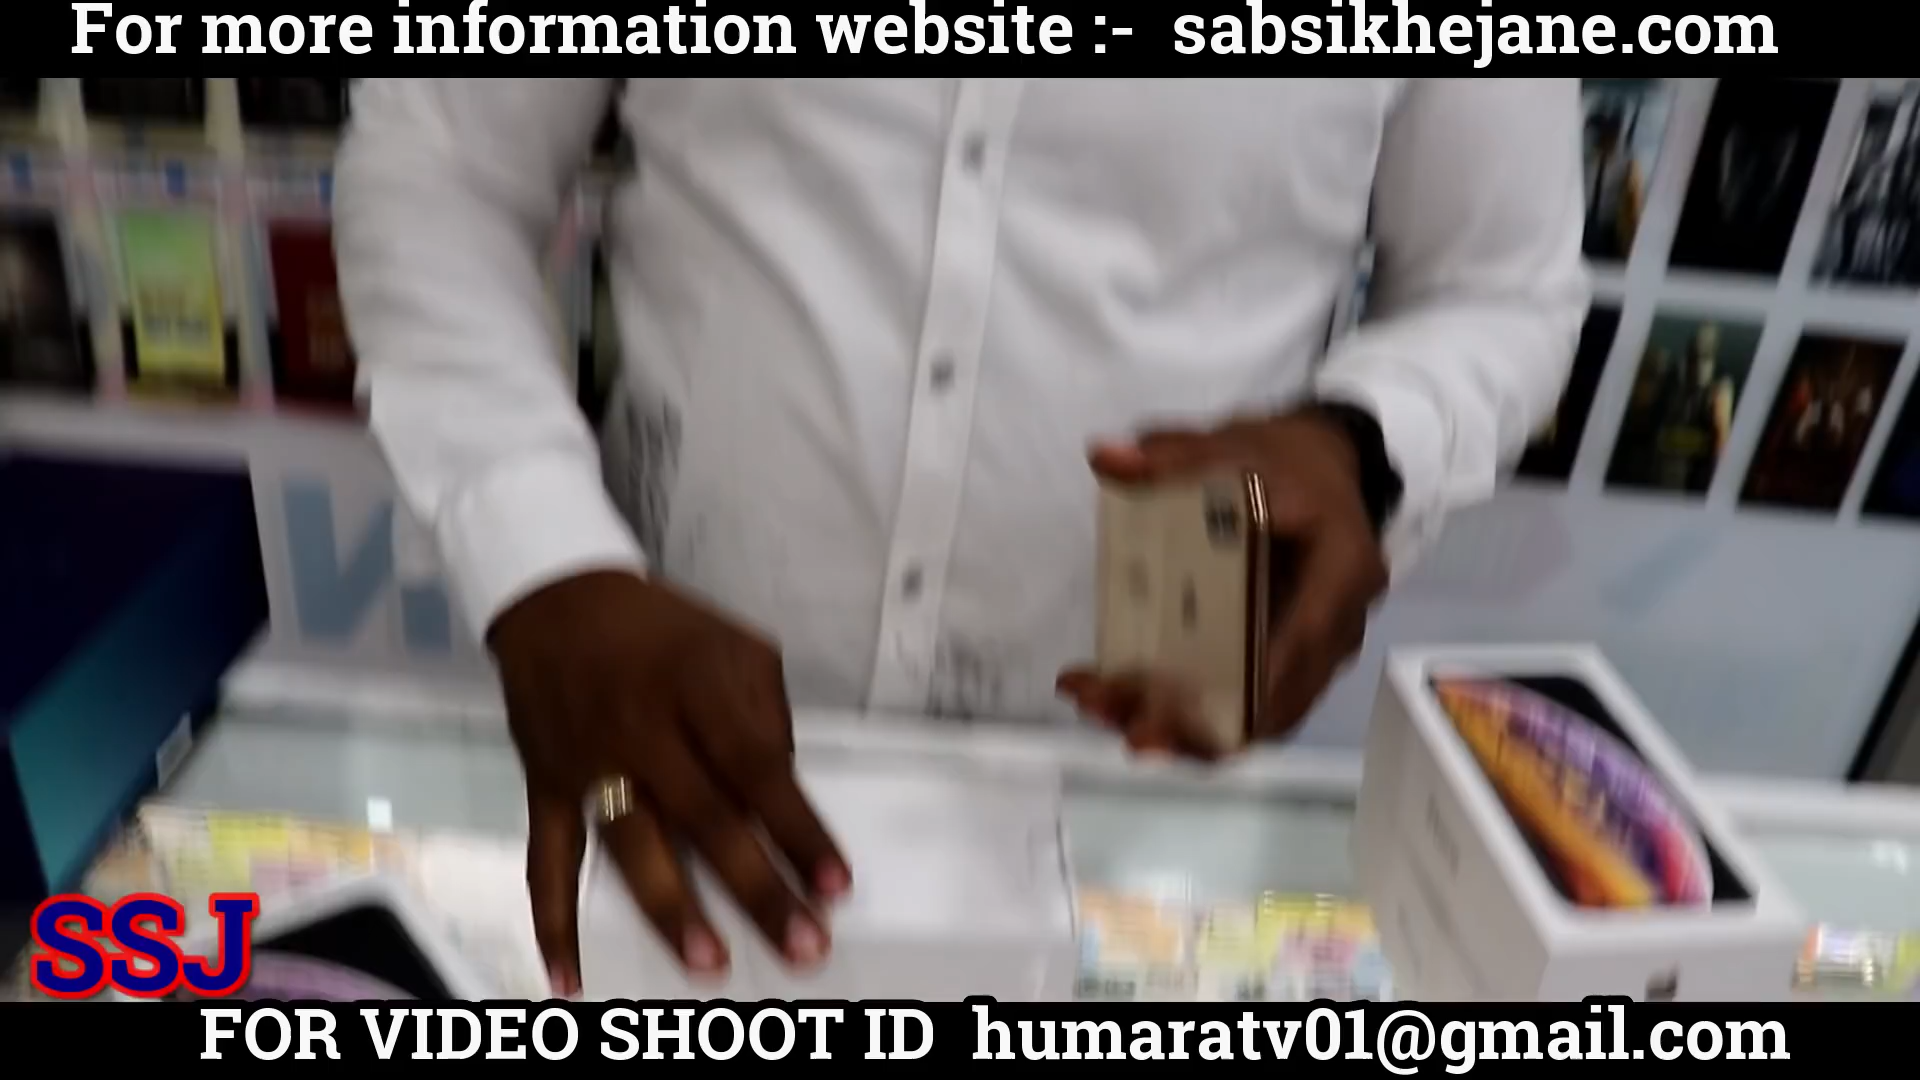 For more information website :- sabsikhejane.com
SSJ
FOR VIDEO SHOOT ID humaratv01@gmail.com